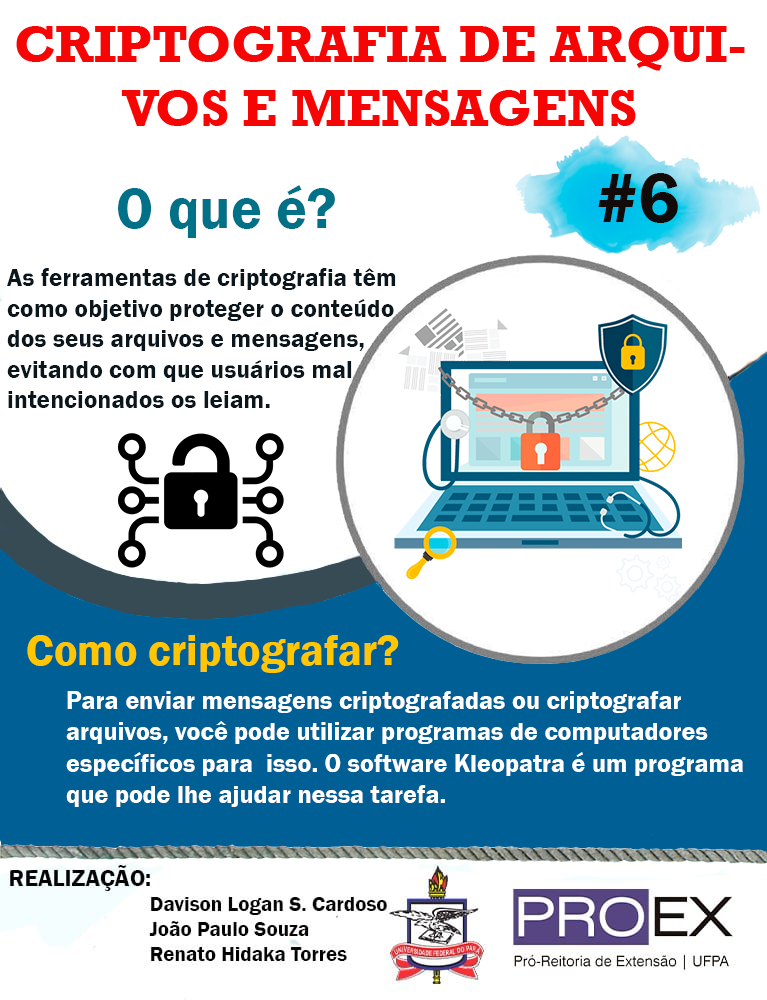 CRIPTOGRAFIA DE ARQUI-
VOS E MENSAGENS
#6
O que é?
As ferramentas de criptografia têm
como objetivo proteger o conteúdo
dos seus arquivos e mensagens,
evitando com que usuários mal
intencionados os leiam.
Como criptografar?
Para enviar mensagens criptografadas ou criptografar
arquivos, você pode utilizar programas de computadores
específicos para  isso. O software Kleopatra é um programa
que pode lhe ajudar nessa tarefa.
REALIZAÇÃO:
Davison Logan S. Cardoso
João Paulo Souza
Renato Hidaka Torres
UNIVERSIDADE FEDERAL DO PARÁ
PROEX
Pró-Reitoria de Extensão | UFPA